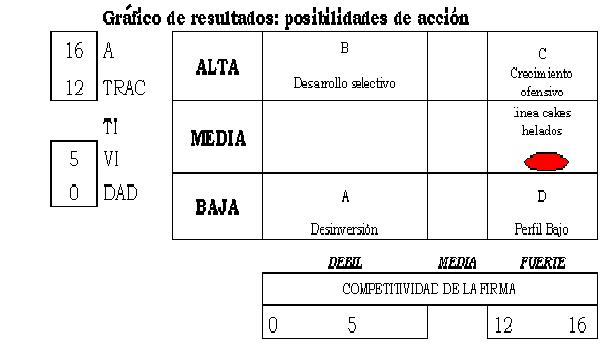 Gráfico de resultados: posibilidades de acción
16 A
12 TRAC
TI
5 VI
0 DAD
ALTA
B
Desarrollo selectivo
C
Crecimiento
ofensivo
MEDIA
linea cakes
helados
BAJA
A
Desinversión
D
Perfil Bajo
DEBIL MEDIA FUERTE
COMPETITIVIDAD DE LA FIRMA
0 5 12 16